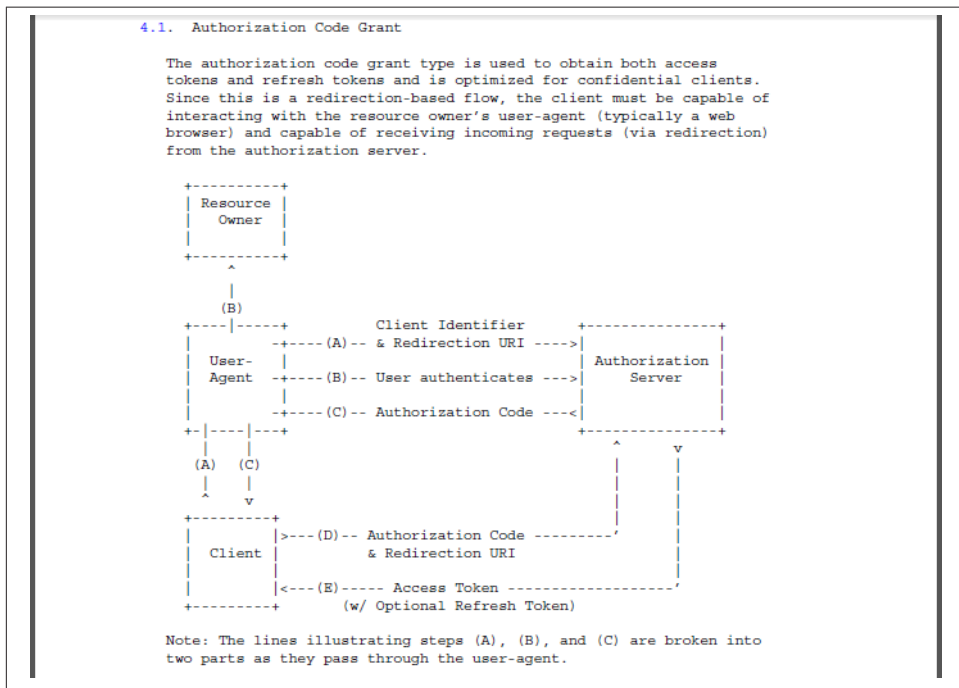 4.1. Authorization Code Grant
The authorization code grant type is used to obtain both access
tokens and refresh tokens and is optimized for confidential clients.
Since this is a redirection-based flow, the client must be capable of
interacting with the resource owner's user-agent (typically a web
browser) and capable of receiving incoming requests (via redirection)
from the authorization server.
Resource
Owner
(B)
Client Identifier
(A) & Redirection URI
User-
Agent
Authorization
Server
(B) User authenticates
(C) Authorization Code
(A) (C)
(D) Authorization Code
Client & Redirection URI
(E) Access Token
(w/ Optional Refresh Token)
Note: The lines illustrating steps (A), (B), and (C) are broken into
two parts as they pass through the user-agent.